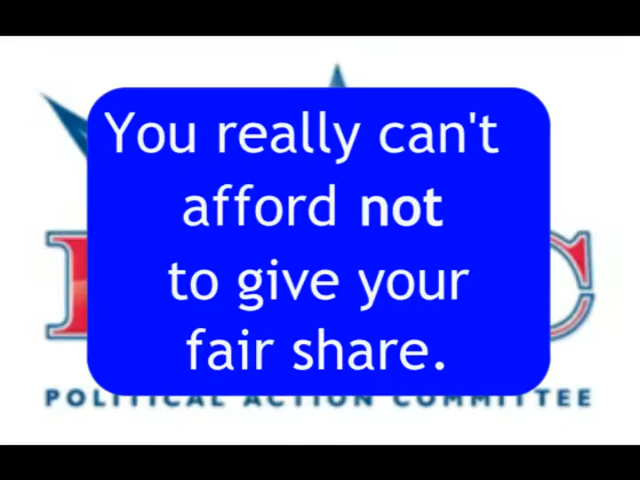 You really can't
afford not
to give your
fair share.
POLITICAL ACTION COMMITTEE